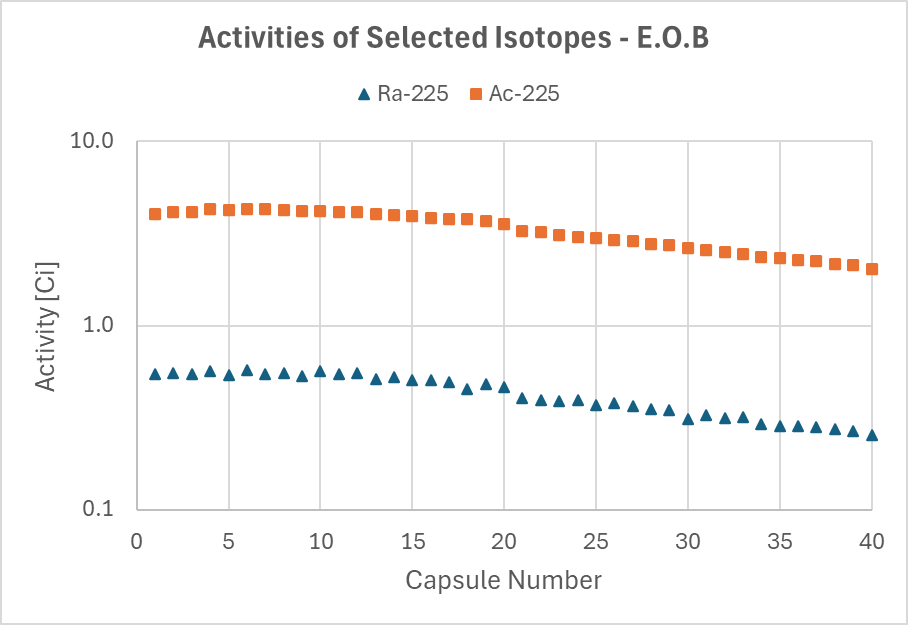 Activities of Selected Isotopes - E.O.B
Ra-225 Ac-225
10.0
1.0
0.1
Activity [Ci]
0 5 10 15 20 25 30 35 40
Capsule Number